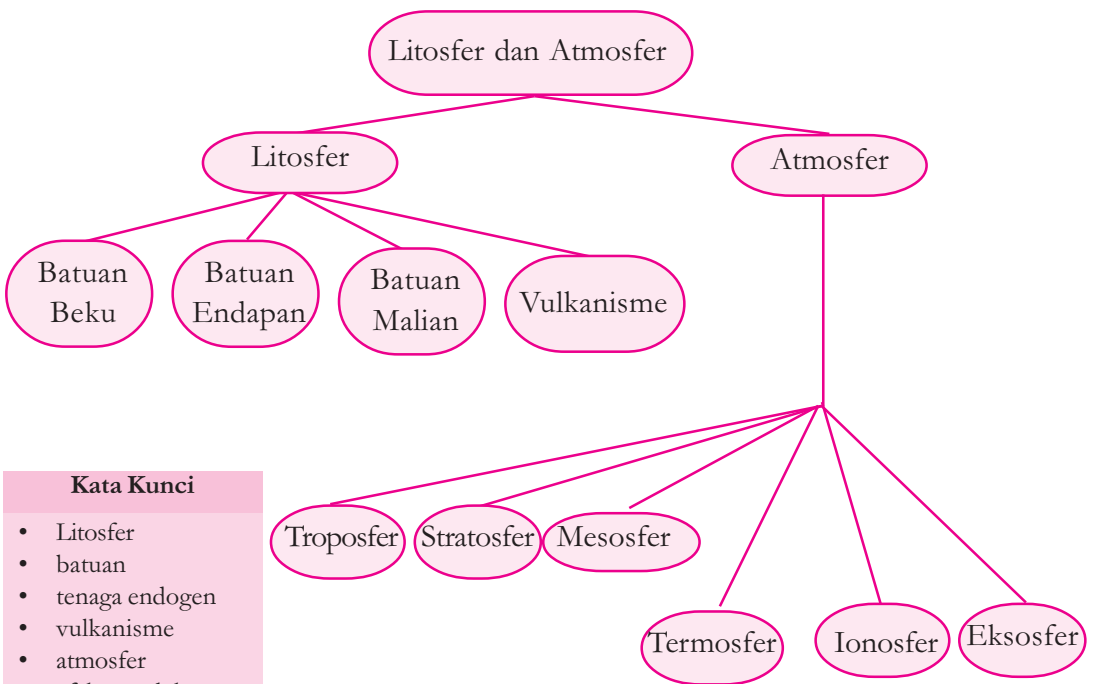 Litosfer dan Atmosfer
Litosfer
Atmosfer
Batuan
Beku
Batuan
Endapan
Batuan
Malian
Vulkanisme
Troposfer
Stratosfer
Mesosfer
Termosfer
Ionosfer
Eksosfer
Kata Kunci
• Litosfer
• batuan
• tenaga endogen
• vulkanisme
• atmosfer